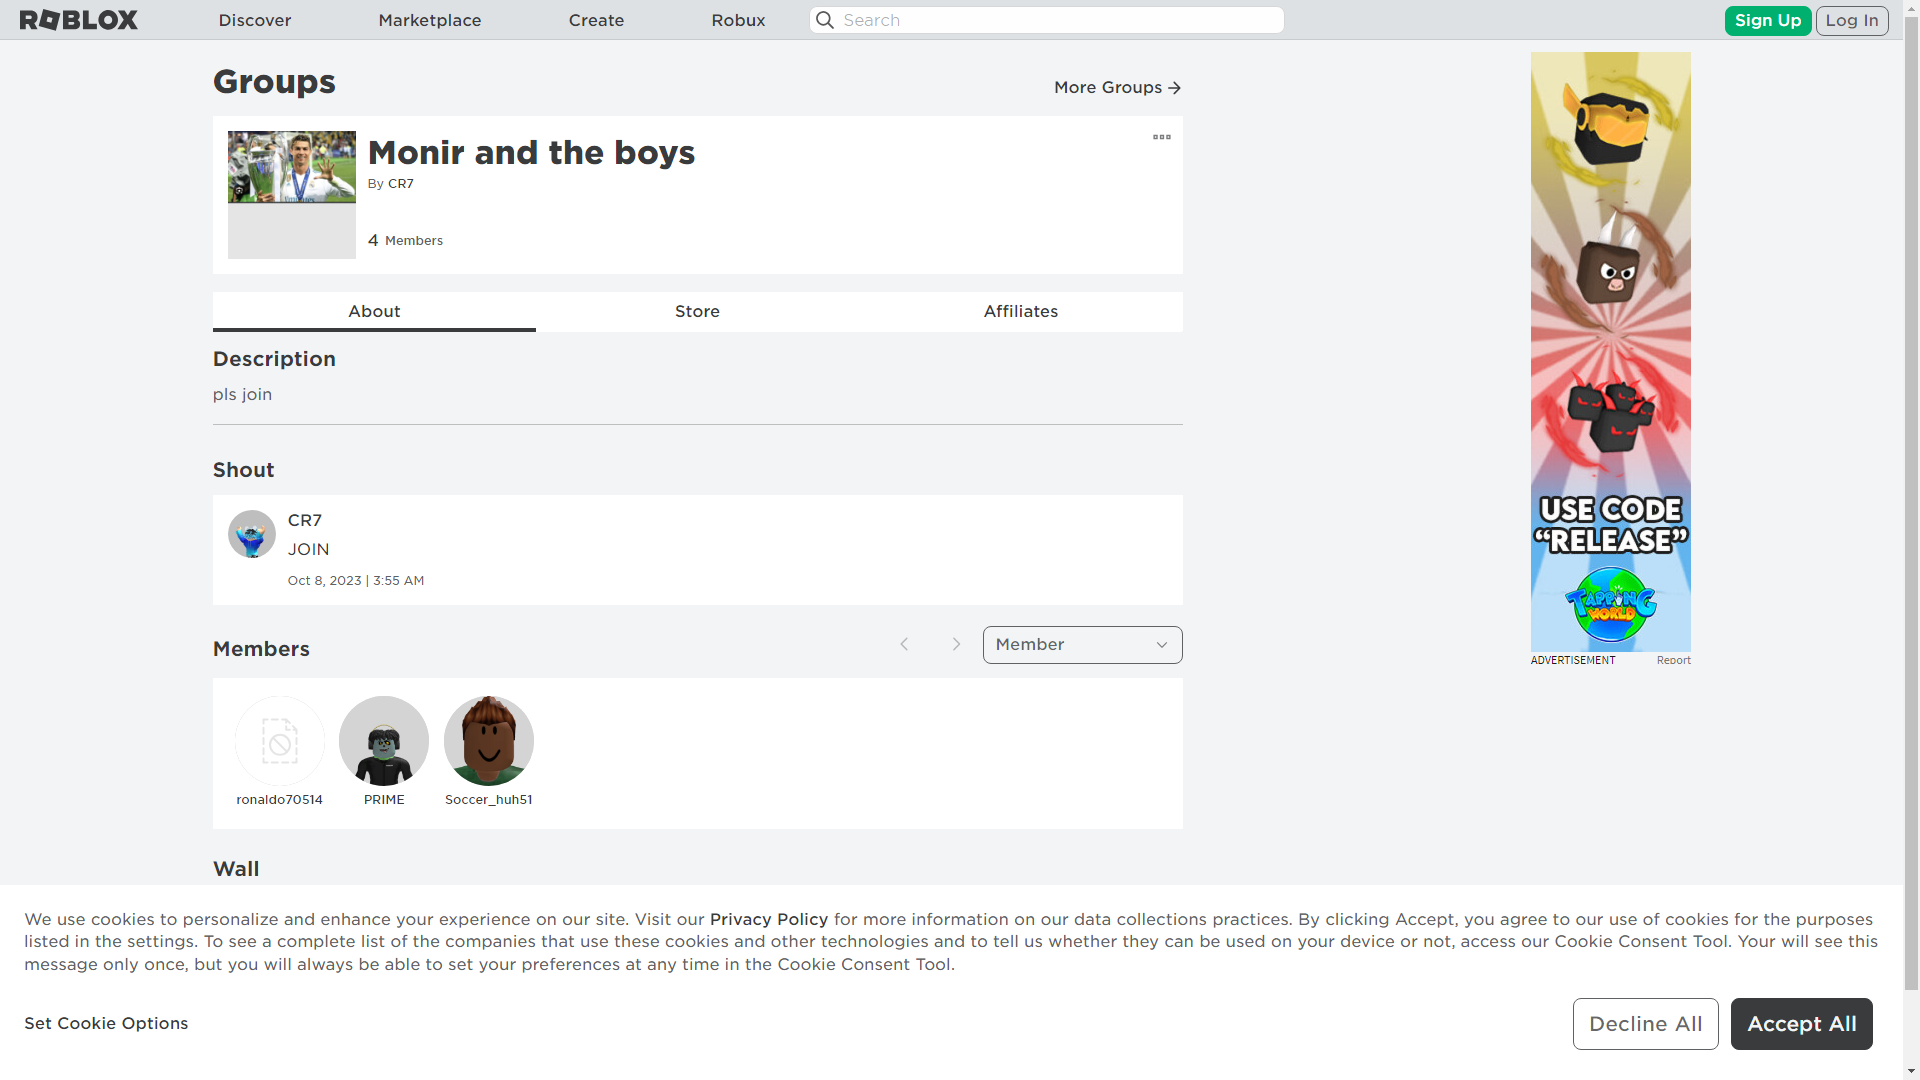 ROBLOX
Discover
Marketplace
Create
Robux
Search
Sign Up
Log In
Groups
More Groups
Monir and the boys
By CR7
4 Members
About
Store
Affiliates
Description
pls join
Shout
CR7
JOIN
Oct 8, 2023 | 3:55 AM
Members
Member
ronaldo70514
PRIME
Soccer_huh51
Wall
USE CODE
“RELEASE”
TAPPING
WORLD
ADVERTISEMENT
Report
We use cookies to personalize and enhance your experience on our site. Visit our Privacy Policy for more information on our data collections practices. By clicking Accept, you agree to our use of cookies for the purposes
listed in the settings. To see a complete list of the companies that use these cookies and other technologies and to tell us whether they can be used on your device or not, access our Cookie Consent Tool. Your will see this
message only once, but you will always be able to set your preferences at any time in the Cookie Consent Tool.
Set Cookie Options
Decline All
Accept All